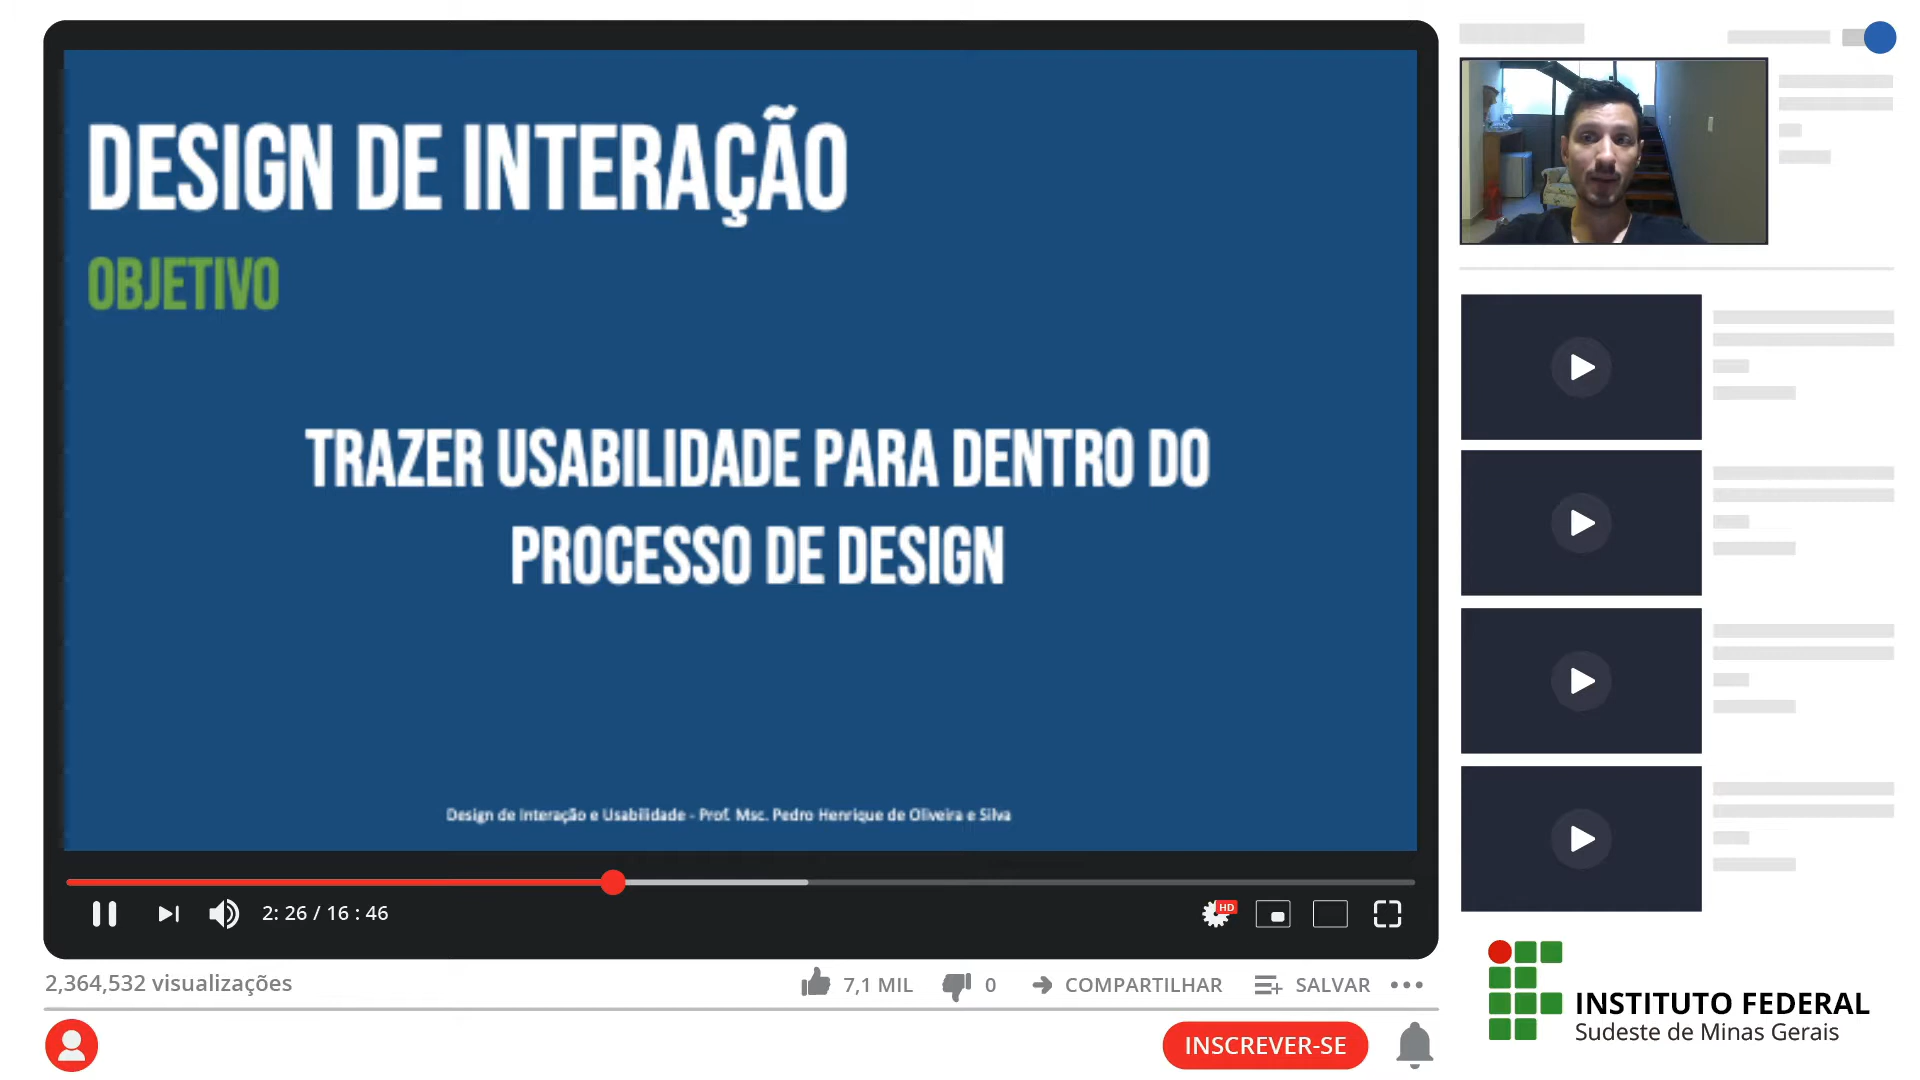 DESIGN DE INTERAÇÃO
OBJETIVO
TRAZER USABILIDADE PARA DENTRO DO
PROCESSO DE DESIGN
Design de Interação e Usabilidade - Prof. Msc. Pedro Henrique de Oliveira e Silva
2: 26 / 16 : 46
HD
2,364,532 visualizações
7,1 MIL
0
COMPARTILHAR
SALVAR
INSCREVER-SE
INSTITUTO FEDERAL
Sudeste de Minas Gerais